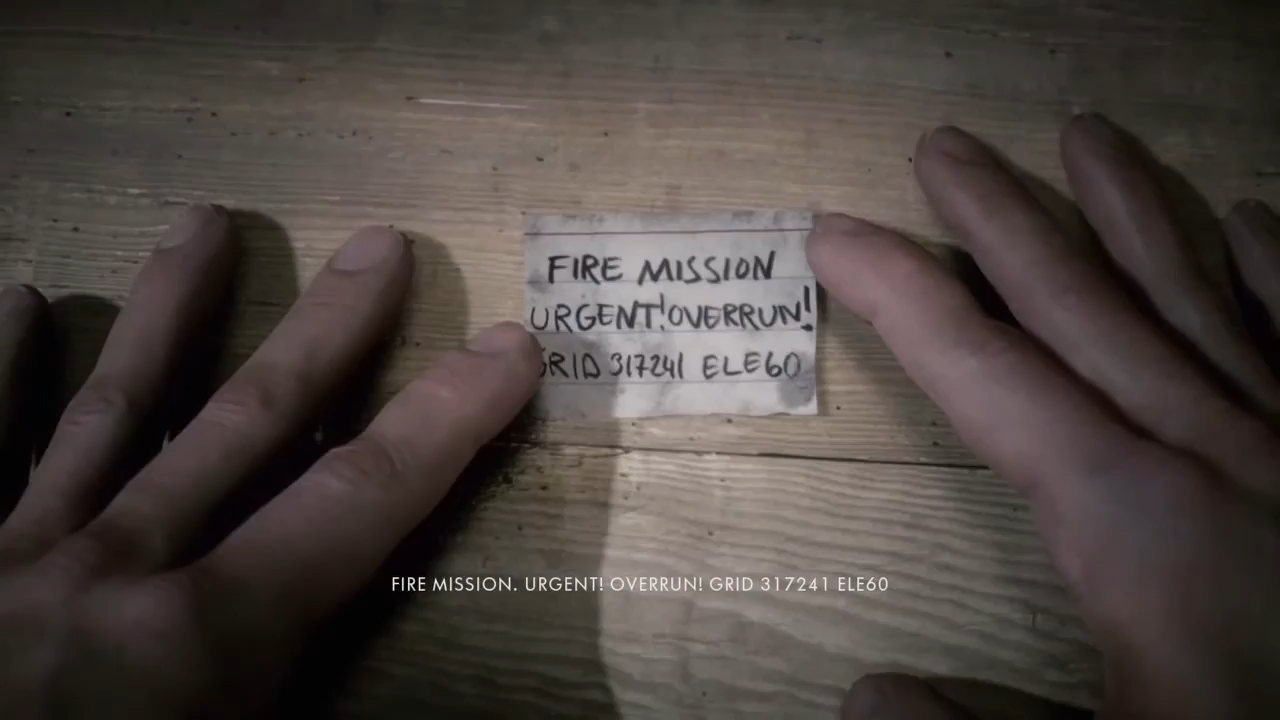 FIRE MISSION
URGENT! OVERRUN!
GRID 317241 ELE60
FIRE MISSION. URGENT! OVERRUN! GRID 317241 ELE60